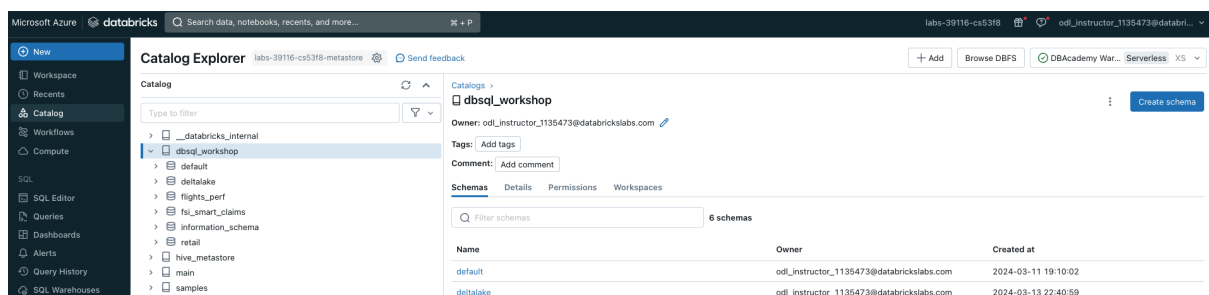 Microsoft Azure databricks Search data, notebooks, recents, and more... ⌘ + P labs-39116-cs53f8 odl_instructor_1135473@databri...
New
Workspace
Recents
Catalog
Workflows
Compute
SQL
SQL Editor
Queries
Dashboards
Alerts
Query History
SQL Warehouses
Catalog Explorer labs-39116-cs53f8-metastore Send feedback
+ Add Browse DBFS DBAcademy War... Serverless XS
Catalog
Type to filter
__databricks_internal
dbsql_workshop
default
deltalake
flights_perf
fsi_smart_claims
information_schema
retail
hive_metastore
main
samples
Catalogs >
dbsql_workshop
Create schema
Owner: odl_instructor_1135473@databrickslabs.com
Tags: Add tags
Comment: Add comment
Schemas Details Permissions Workspaces
Filter schemas 6 schemas
Name Owner Created at
default odl_instructor_1135473@databrickslabs.com 2024-03-11 19:10:02
deltalake odl_instructor_1135473@databrickslabs.com 2024-03-13 22:40:59